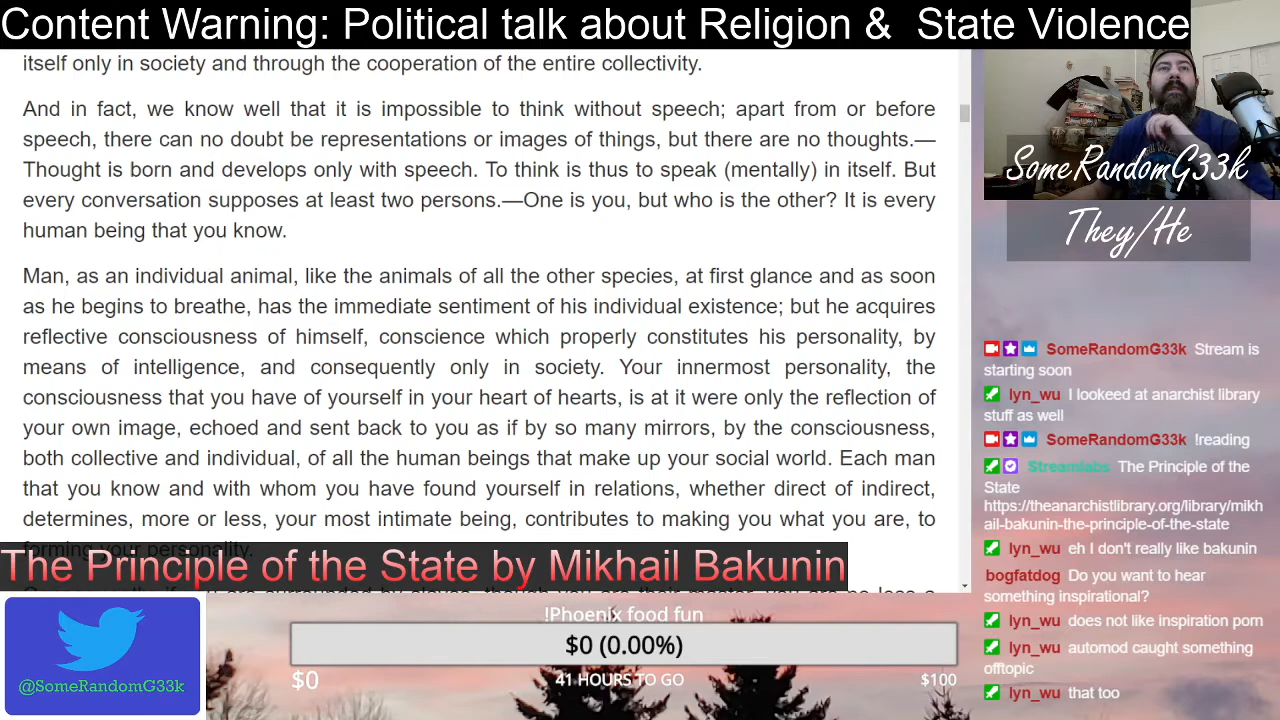 Content Warning: Political talk about Religion &  State Violence
itself only in society and through the cooperation of the entire collectivity.
And in fact, we know well that it is impossible to think without speech; apart from or before
speech, there can no doubt be representations or images of things, but there are no thoughts.—
Thought is born and develops only with speech. To think is thus to speak (mentally) in itself. But
every conversation supposes at least two persons.—One is you, but who is the other? It is every
human being that you know.
Man, as an individual animal, like the animals of all the other species, at first glance and as soon
as he begins to breathe, has the immediate sentiment of his individual existence; but he acquires
reflective consciousness of himself, conscience which properly constitutes his personality, by
means of intelligence, and consequently only in society. Your innermost personality, the
consciousness that you have of yourself in your heart of hearts, is at it were only the reflection of
your own image, echoed and sent back to you as if by so many mirrors, by the consciousness,
both collective and individual, of all the human beings that make up your social world. Each man
that you know and with whom you have found yourself in relations, whether direct of indirect,
determines, more or less, your most intimate being, contributes to making you what you are, to
forming your personality.
The Principle of the State by Mikhail Bakunin
@SomeRandomG33k
!Phoenix food fun
$0 (0.00%)
$0
41 HOURS TO GO
$100
SomeRandomG33k
They/He
SomeRandomG33k Stream is
starting soon
lyn_wu I lookeed at anarchist library
stuff as well
SomeRandomG33k !reading
Streamlabs The Principle of the
State
https://theanarchistlibrary.org/library/mikh
ail-bakunin-the-principle-of-the-state
lyn_wu eh I don't really like bakunin
bogfatdog Do you want to hear
something inspirational?
lyn_wu does not like inspiration porn
lyn_wu automod caught something
offtopic
lyn_wu that too